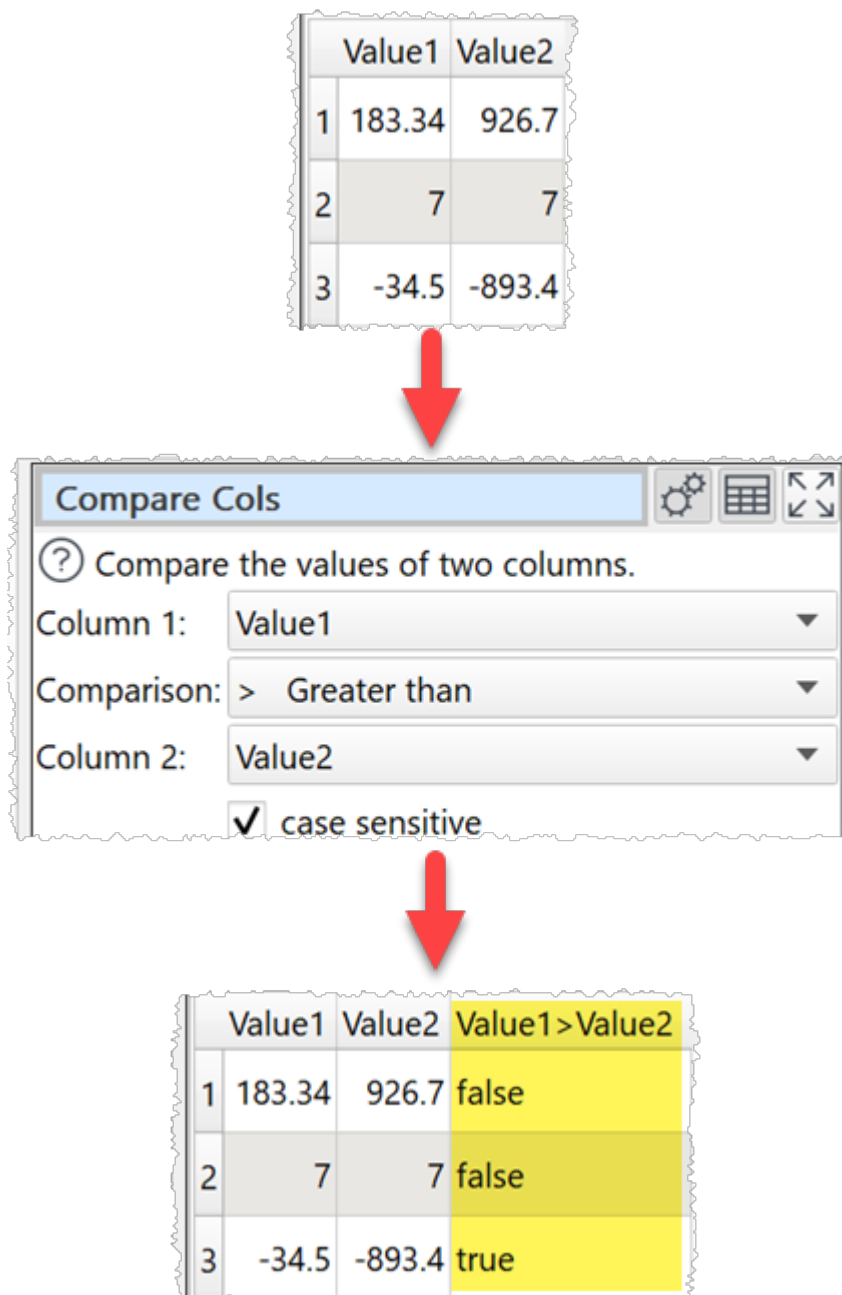 Value1 Value2
1 183.34 926.7
2 7 7
3 -34.5 -893.4
Compare Cols
? Compare the values of two columns.
Column 1: Value1
Comparison: > Greater than
Column 2: Value2
case sensitive
Value1 Value2 Value1>Value2
1 183.34 926.7 false
2 7 7 false
3 -34.5 -893.4 true